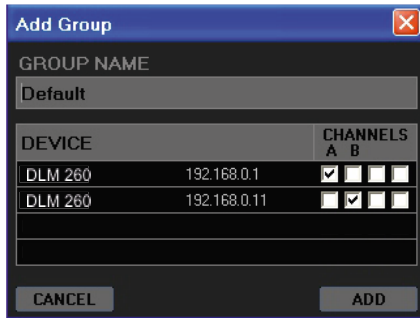 Add Group
GROUP NAME
Default
DEVICE CHANNELS
A B
DLM 260 192.168.0.1
DLM 260 192.168.0.11
CANCEL ADD